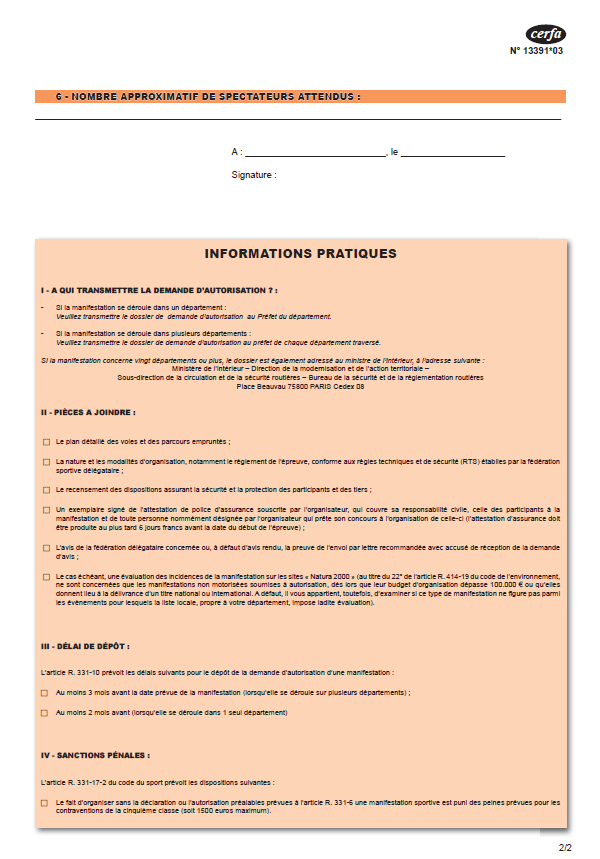 cerfa
N° 13391*03
6 - NOMBRE APPROXIMATIF DE SPECTATEURS ATTENDUS :
A : ____________________________, le _____________________
Signature :
INFORMATIONS PRATIQUES
I - A QUI TRANSMETTRE LA DEMANDE D'AUTORISATION ? :
- Si la manifestation se déroule dans un département :
Veuillez transmettre le dossier de demande d'autorisation au Préfet du département.
- Si la manifestation se déroule dans plusieurs départements :
Veuillez transmettre le dossier de demande d'autorisation au préfet de chaque département traversé.
Si la manifestation concerne vingt départements ou plus, le dossier est également adressé au ministre de l'intérieur, à l'adresse suivante :
Ministère de l'intérieur – Direction de la modernisation et de l'action territoriale –
Sous-direction de la circulation et de la sécurité routières – Bureau de la sécurité et de la réglementation routières
Place Beauvau 75800 PARIS Cedex 08
II - PIÈCES A JOINDRE :
Le plan détaillé des voies et des parcours empruntés ;
La nature et les modalités d'organisation, notamment le règlement de l'épreuve, conforme aux règles techniques et de sécurité (RTS) établies par la fédération
sportive délégataire ;
Le recensement des dispositions assurant la sécurité et la protection des participants et des tiers ;
Un exemplaire signé de l'attestation de police d'assurance souscrite par l'organisateur, qui couvre sa responsabilité civile, celle des participants à la
manifestation et de toute personne nommément désignée par l'organisateur qui prête son concours à l'organisation de celle-ci (l'attestation d'assurance doit
être produite au plus tard 6 jours francs avant la date du début de l'épreuve) ;
L'avis de la fédération délégataire concernée ou, à défaut d'avis rendu, la preuve de l'envoi par lettre recommandée avec accusé de réception de la demande
d'avis ;
Le cas échéant, une évaluation des incidences de la manifestation sur les sites « Natura 2000 » (au titre du 22° de l'article R. 414-19 du code de l'environnement,
ne sont concernées que les manifestations non motorisées soumises à autorisation, dès lors que leur budget d'organisation dépasse 100.000 € ou qu'elles
donnent lieu à la délivrance d'un titre national ou international. A défaut, il vous appartient, toutefois, d'examiner si ce type de manifestation ne figure pas parmi
les évènements pour lesquels la liste locale, propre à votre département, impose ladite évaluation).
III - DÉLAI DE DÉPÔT :
L'article R. 331-10 prévoit les délais suivants pour le dépôt de la demande d'autorisation d'une manifestation :
Au moins 3 mois avant la date prévue de la manifestation (lorsqu'elle se déroule sur plusieurs départements) ;
Au moins 2 mois avant (lorsqu'elle se déroule dans 1 seul département)
IV - SANCTIONS PÉNALES :
L'article R. 331-17-2 du code du sport prévoit les dispositions suivantes :
Le fait d'organiser sans la déclaration ou l'autorisation préalables prévues à l'article R. 331-6 une manifestation sportive est puni des peines prévues pour les
contraventions de la cinquième classe (soit 1500 euros maximum).
2/2